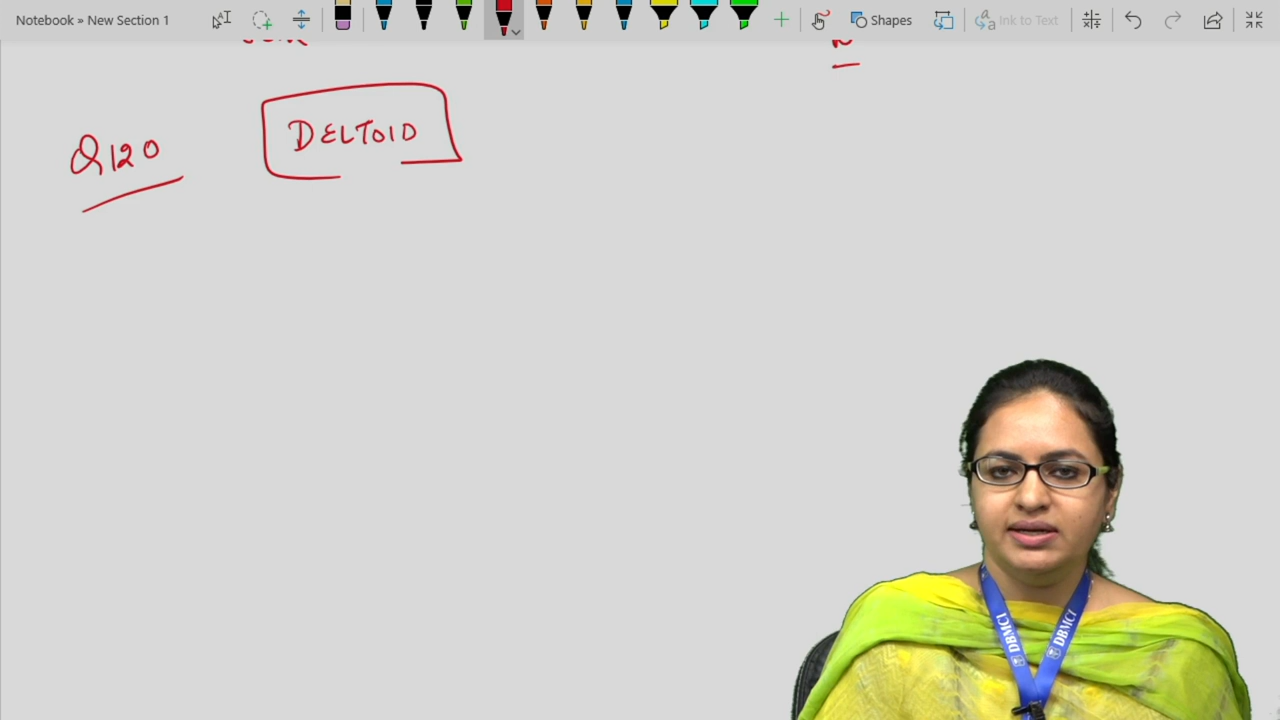 Notebook » New Section 1
Shapes
Ink to Text
Q120
DELTOID
DBMCI
DBMCI